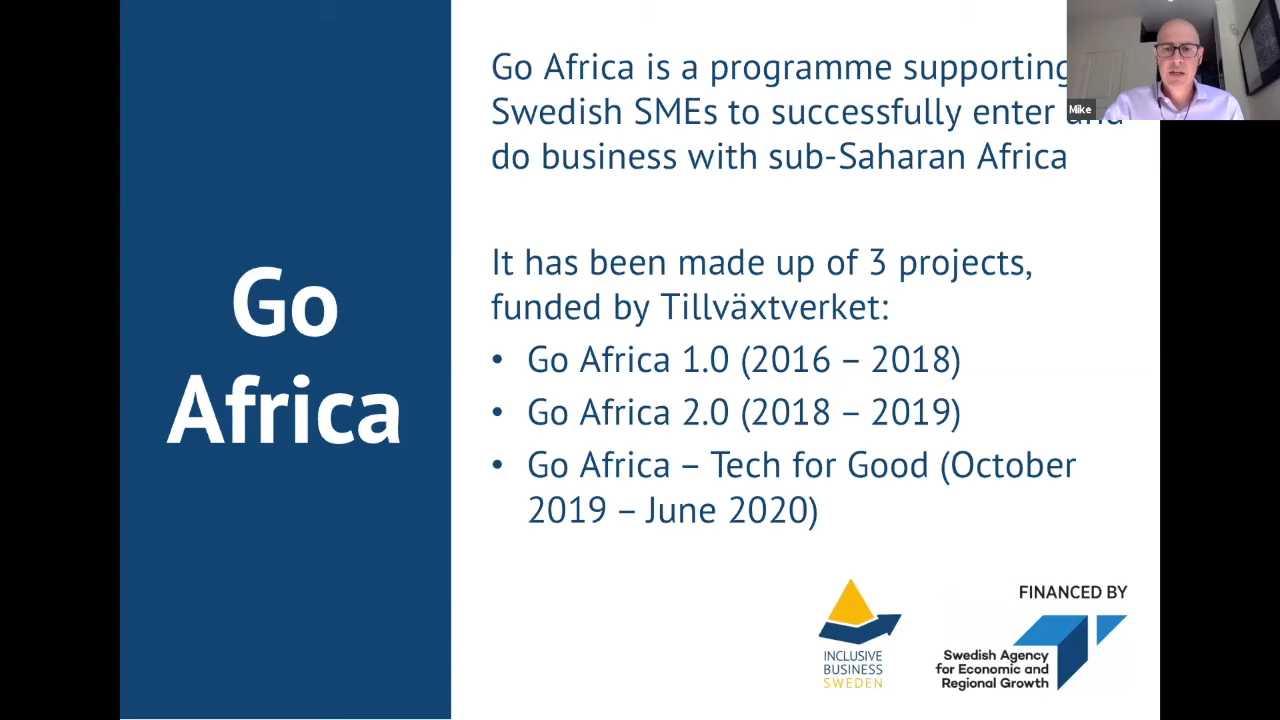 Go
Africa
Go Africa is a programme supporting
Swedish SMEs to successfully enter and
do business with sub-Saharan Africa
It has been made up of 3 projects,
funded by Tillväxtverket:
• Go Africa 1.0 (2016 – 2018)
• Go Africa 2.0 (2018 – 2019)
• Go Africa – Tech for Good (October
2019 – June 2020)
Mike
INCLUSIVE
BUSINESS
SWEDEN
FINANCED BY
Swedish Agency
for Economic and
Regional Growth